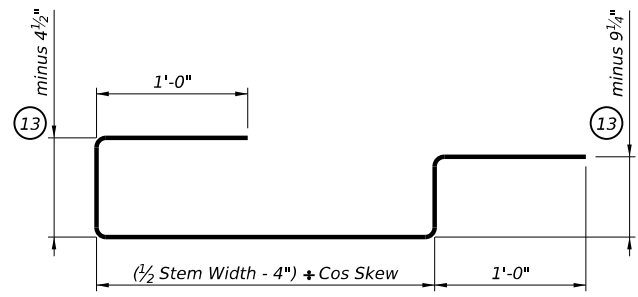 13 minus 4½"
1'-0"
13 minus 9¼"
(½ Stem Width - 4") ÷ Cos Skew
1'-0"